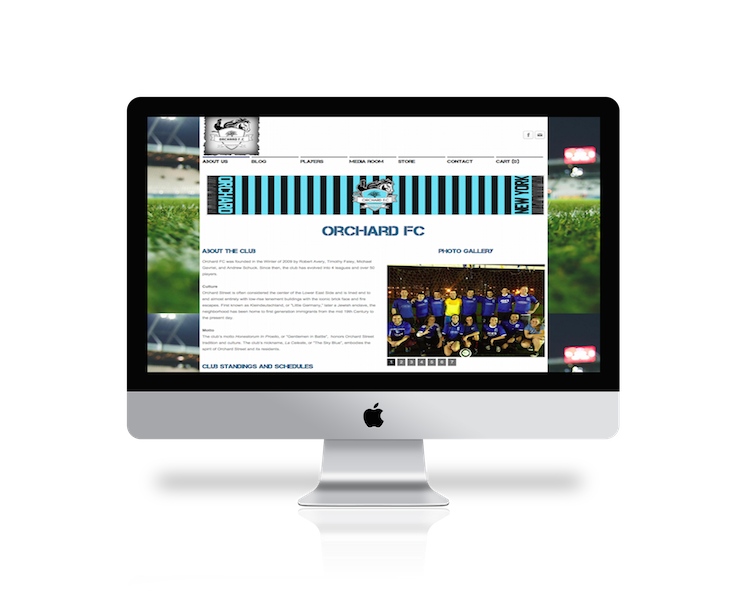 ORCHARD F.C.
ABOUT US BLOG PLAYERS MEDIA ROOM STORE CONTACT CART (0)
ORCHARD ORCHARD FC NEW YORK
ORCHARD FC
ABOUT THE CLUB
Orchard FC was founded in the Winter of 2009 by Robert Avery, Timothy Fahy, Michael
and Andrew Schuck. Since then, the club has evolved into 9 leagues and over 90
players.
Culture
Orchard Street is often considered the center of the Lower East Side and is lined end to
end almost entirely with low-rise tenement buildings with the iconic brick face and fire
escapes. First known as Kleindeutschland, or "Little Germany," later a Jewish enclave, the
neighborhood has been home to first generation immigrants from the mid 19th Century to
the present day.
Motto
The club's motto in Proelio, or "Gentlemen in Battle", honors Orchard Street
tradition and culture. The club's nickname, La Celeste, or "The Sky Blue", embodies the
spirit of Orchard Street and its residents.
CLUB STANDINGS AND SCHEDULES
PHOTO GALLERY
1 2 3 4 5 6 7